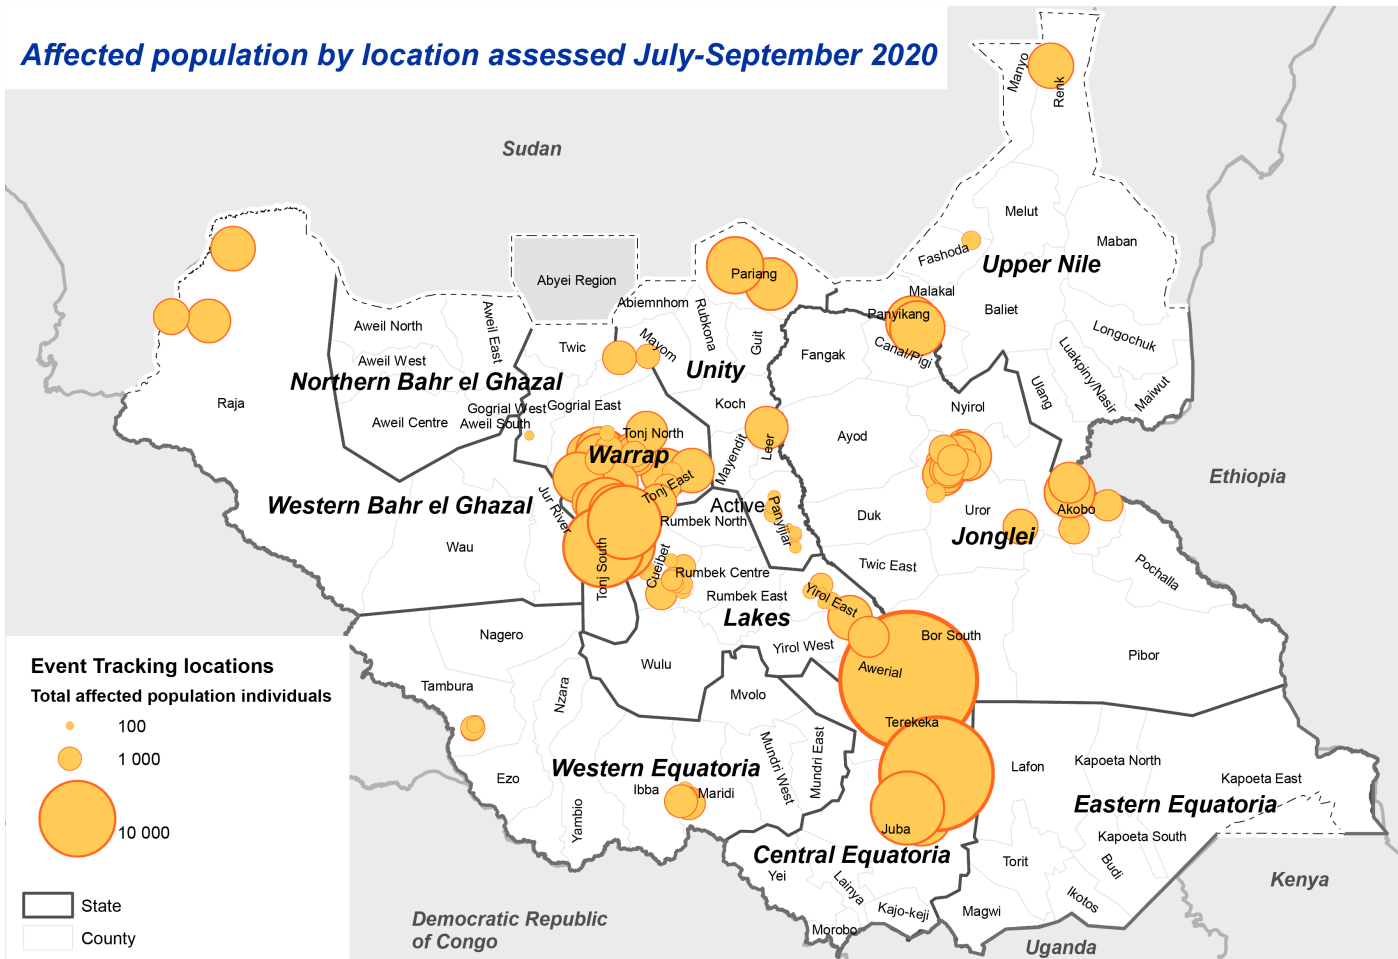 Affected population by location assessed July-September 2020
Sudan
Manyo
Renk
Melut
Maban
Fashoda
Upper Nile
Abyei Region
Pariang
Malakal
Abiemnhom
Rubkona
Guit
Panyikang
Baliet
Longochuk
Aweil North
Aweil East
Twic
Mayom
Fangak
Canal/Pigi
Luakpiny/Nasir
Maiwut
Ulang
Aweil West
Northern Bahr el Ghazal
Unity
Raja
Aweil Centre
Gogrial West
Aweil South
Gogrial East
Koch
Nyirol
Ayod
Leer
Mayendit
Tonj North
Warrap
Tonj East
Ethiopia
Western Bahr el Ghazal
Jur River
Active
Panyijiar
Rumbek North
Duk
Uror
Akobo
Jonglei
Wau
Tonj South
Cueibet
Rumbek Centre
Twic East
Pochalla
Rumbek East
Yirol East
Lakes
Nagero
Bor South
Yirol West
Wulu
Awerial
Pibor
Tambura
Nzara
Mvolo
Terekeka
Event Tracking locations
Total affected population individuals
100
1 000
10 000
State
County
Ezo
Western Equatoria
Mundri West
Mundri East
Ibba
Maridi
Yambio
Lafon
Kapoeta North
Kapoeta East
Eastern Equatoria
Juba
Kapoeta South
Central Equatoria
Torit
Budi
Yei
Lainya
Ikotos
Kenya
Kajo-keji
Magwi
Morobo
Democratic Republic
of Congo
Uganda